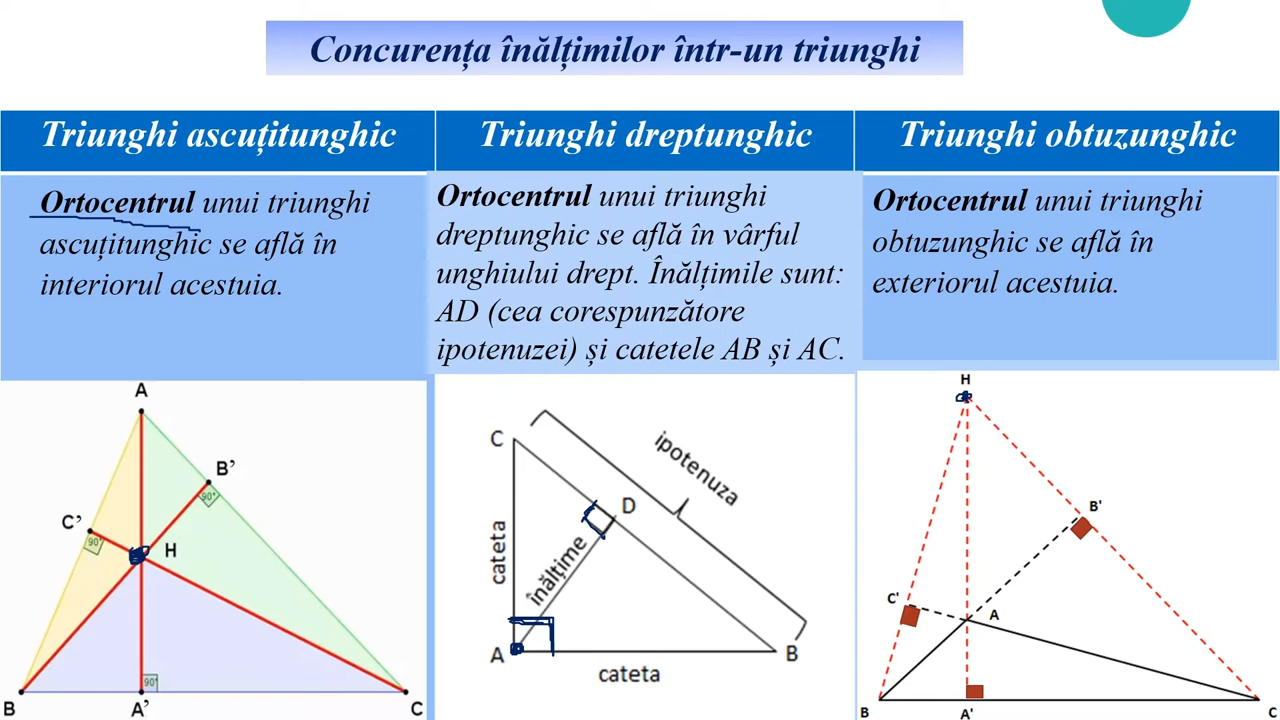 Concurența înălțimilor într-un triunghi
Triunghi ascuțitunghic
Triunghi dreptunghic
Triunghi obtuzunghic
Ortocentrul unui triunghi
ascuțitunghic se află în
interiorul acestuia.
Ortocentrul unui triunghi
dreptunghic se află în vârful
unghiului drept. Înălțimile sunt:
AD (cea corespunzătore
ipotenuzei) și catetele AB și AC.
Ortocentrul unui triunghi
obtuzunghic se află în
exteriorul acestuia.
A
B’
90°
C’
90°
H
90°
B
A’
C
C
ipotenuza
D
cateta
înălțime
A
B
cateta
H
B'
C'
A
B
A'
C